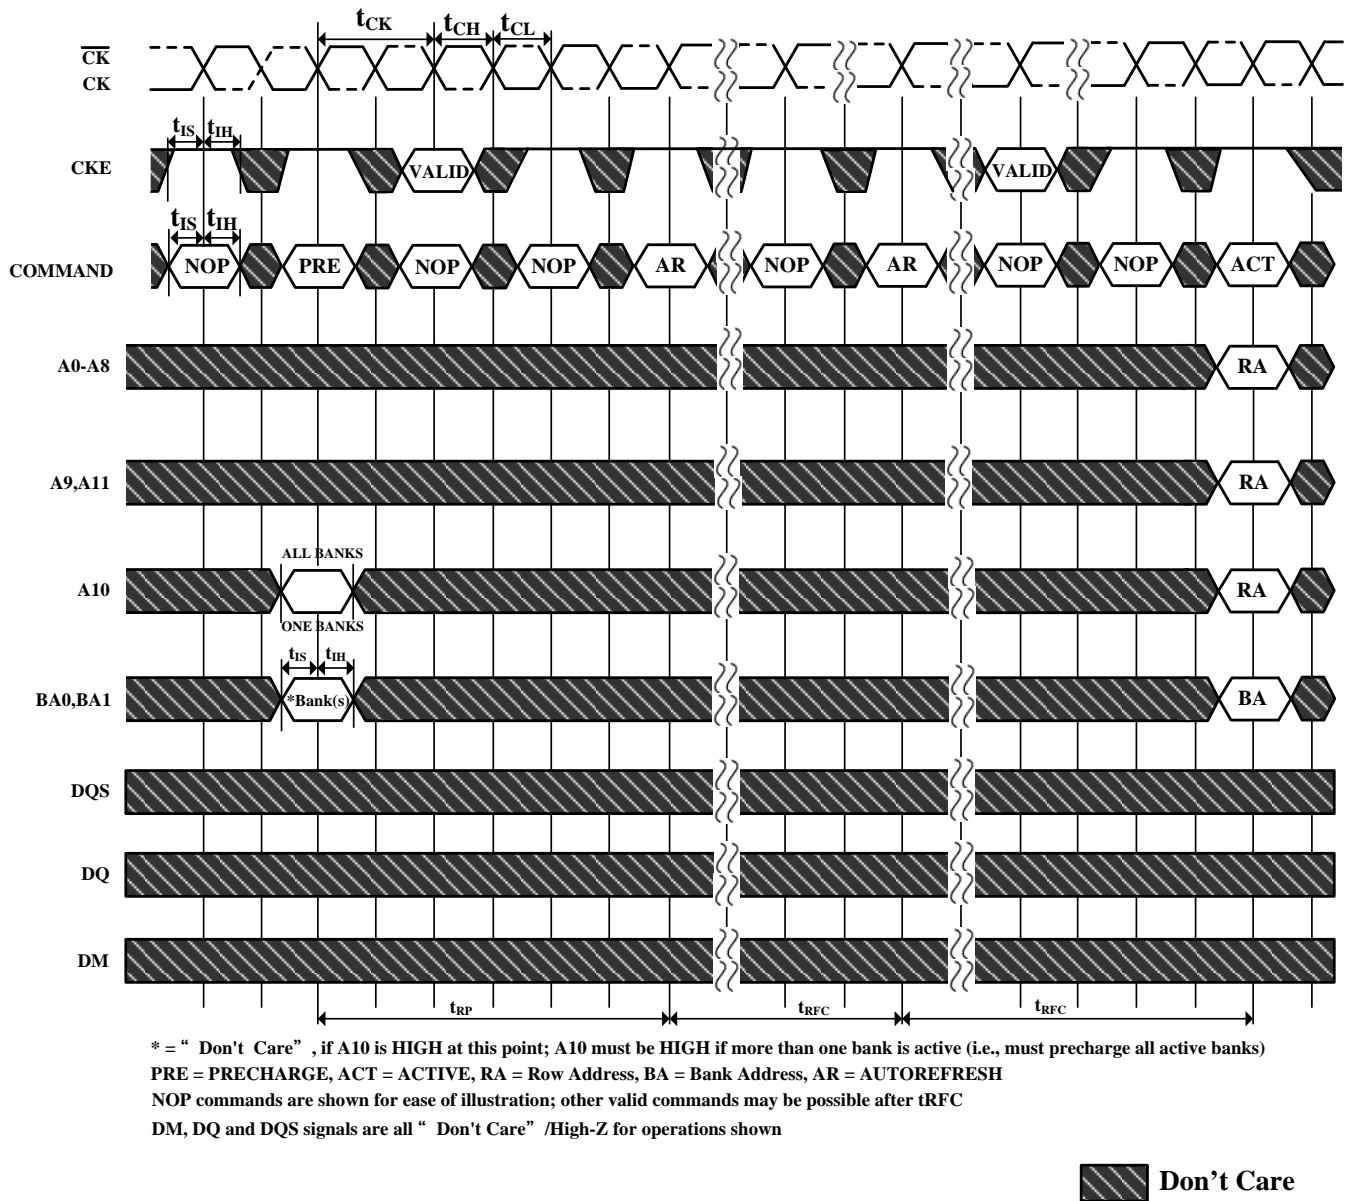 tCK tCH tCL
CK
CK
tIS tIH
CKE VALID VALID
tIS tIH
COMMAND NOP PRE NOP NOP AR NOP AR NOP NOP ACT
A0-A8 RA
A9,A11 RA
ALL BANKS
A10 RA
ONE BANKS
tIS tIH
BA0,BA1 *Bank(s) BA
DQS
DQ
DM
tRP tRFC tRFC
* = “ Don't Care” , if A10 is HIGH at this point; A10 must be HIGH if more than one bank is active (i.e., must precharge all active banks)
PRE = PRECHARGE, ACT = ACTIVE, RA = Row Address, BA = Bank Address, AR = AUTOREFRESH
NOP commands are shown for ease of illustration; other valid commands may be possible after tRFC
DM, DQ and DQS signals are all “ Don't Care” /High-Z for operations shown
Don't Care